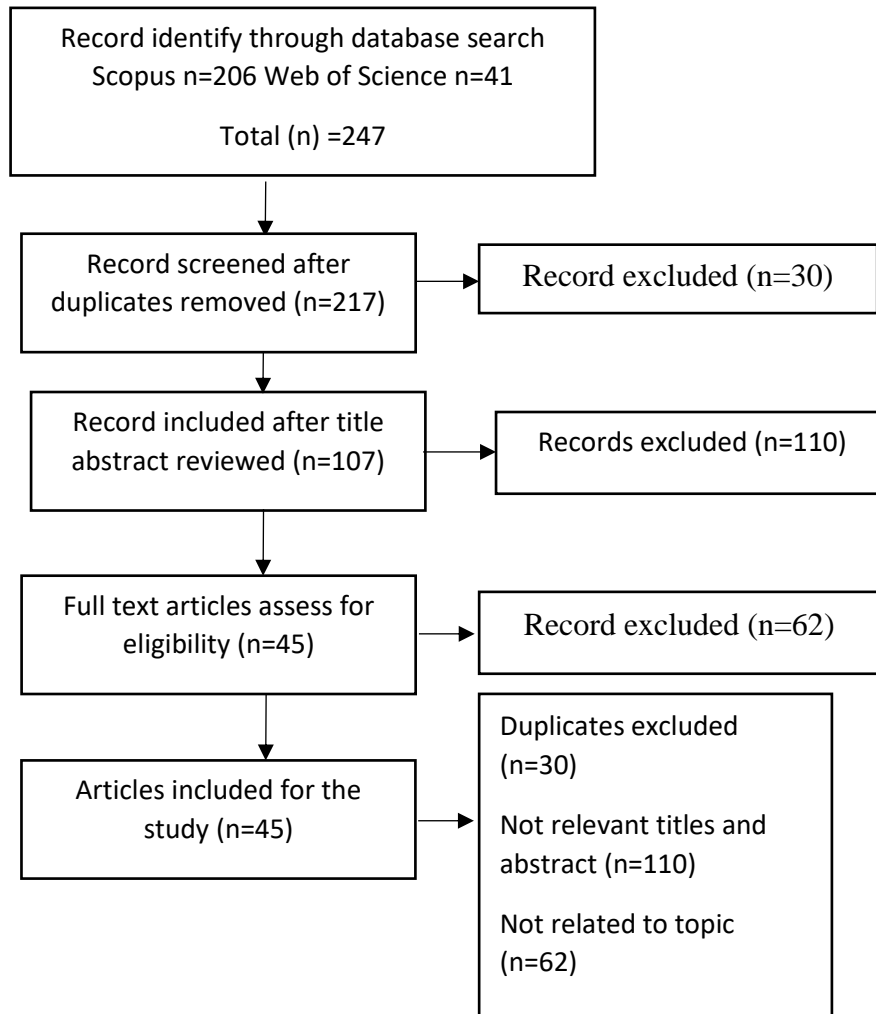 Record identify through database search
Scopus n=206 Web of Science n=41
Total (n) =247
Record screened after
duplicates removed (n=217)
Record excluded (n=30)
Record included after title
abstract reviewed (n=107)
Records excluded (n=110)
Full text articles assess for
eligibility (n=45)
Record excluded (n=62)
Articles included for the
study (n=45)
Duplicates excluded
(n=30)
Not relevant titles and
abstract (n=110)
Not related to topic
(n=62)